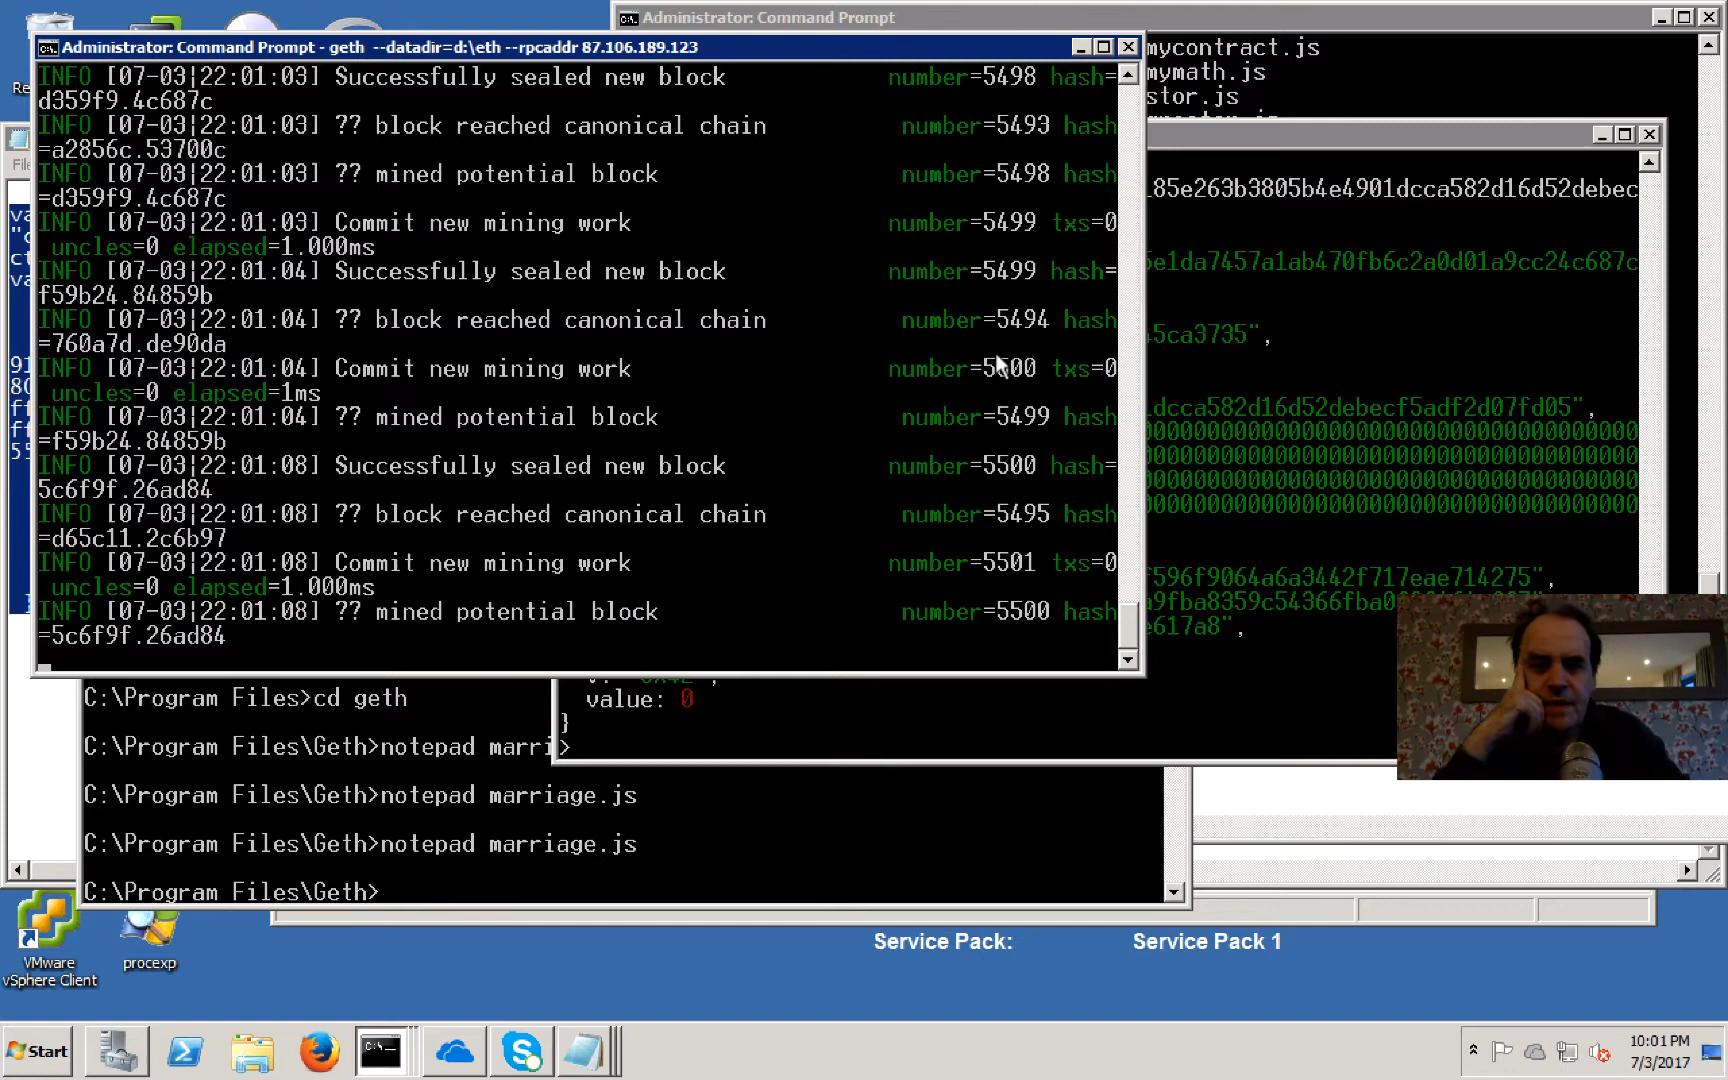 Administrator: Command Prompt
Administrator: Command Prompt - geth --datadir=d:\eth --rpcaddr 87.106.189.123
INFO [07-03|22:01:03] Successfully sealed new block number=5498 hash=
d359f9.4c687c
INFO [07-03|22:01:03] ?? block reached canonical chain number=5493 hash
=a2856c.53700c
INFO [07-03|22:01:03] ?? mined potential block number=5498 hash
=d359f9.4c687c
INFO [07-03|22:01:03] Commit new mining work number=5499 txs=0
uncles=0 elapsed=1.000ms
INFO [07-03|22:01:04] Successfully sealed new block number=5499 hash=
f59b24.84859b
INFO [07-03|22:01:04] ?? block reached canonical chain number=5494 hash
=760a7d.de90da
INFO [07-03|22:01:04] Commit new mining work number=5500 txs=0
uncles=0 elapsed=1ms
INFO [07-03|22:01:04] ?? mined potential block number=5499 hash
=f59b24.84859b
INFO [07-03|22:01:08] Successfully sealed new block number=5500 hash=
5c6f9f.26ad84
INFO [07-03|22:01:08] ?? block reached canonical chain number=5495 hash
=d65c11.2c6b97
INFO [07-03|22:01:08] Commit new mining work number=5501 txs=0
uncles=0 elapsed=1.000ms
INFO [07-03|22:01:08] ?? mined potential block number=5500 hash
=5c6f9f.26ad84
mycontract.js
mymath.js
stor.js
185e263b3805b4e4901dcca582d16d52debec
5e1da7457a1ab470fb6c2a0d01a9cc24c687c
45ca3735",
1dcca582d16d52debecf5adf2d07fd05",
f596f9064a6a3442f717eae714275",
e617a8",
value: 0
}
>
C:\Program Files>cd geth
C:\Program Files\Geth>notepad marri
C:\Program Files\Geth>notepad marriage.js
C:\Program Files\Geth>notepad marriage.js
C:\Program Files\Geth>
Service Pack: Service Pack 1
VMware
vSphere Client
procexp
Start
10:01 PM
7/3/2017